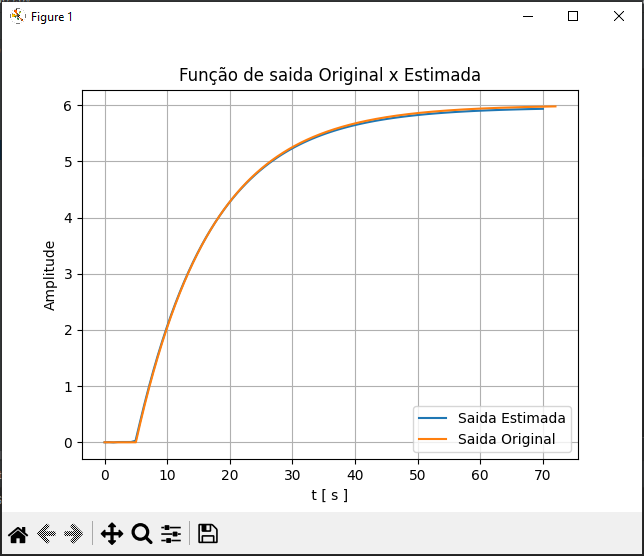 Figure 1
Função de saida Original x Estimada
6
5
4
3
2
1
0
Amplitude
Saida Estimada
Saida Original
0 10 20 30 40 50 60 70
t [ s ]